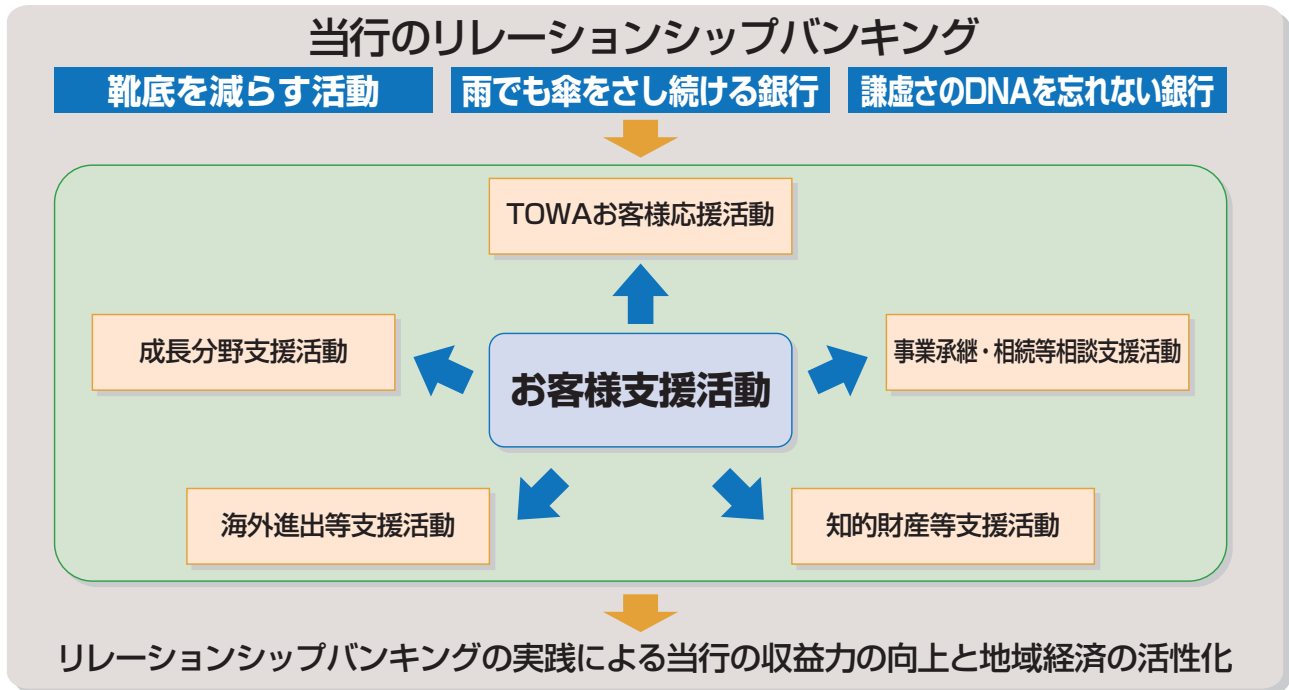 当行のリレーションシップバンキング
靴底を減らす活動
雨でも傘をさし続ける銀行
謙虚さのDNAを忘れない銀行
TOWAお客様応援活動
成長分野支援活動
事業承継・相続等相談支援活動
お客様支援活動
海外進出等支援活動
知的財産等支援活動
リレーションシップバンキングの実践による当行の収益力の向上と地域経済の活性化